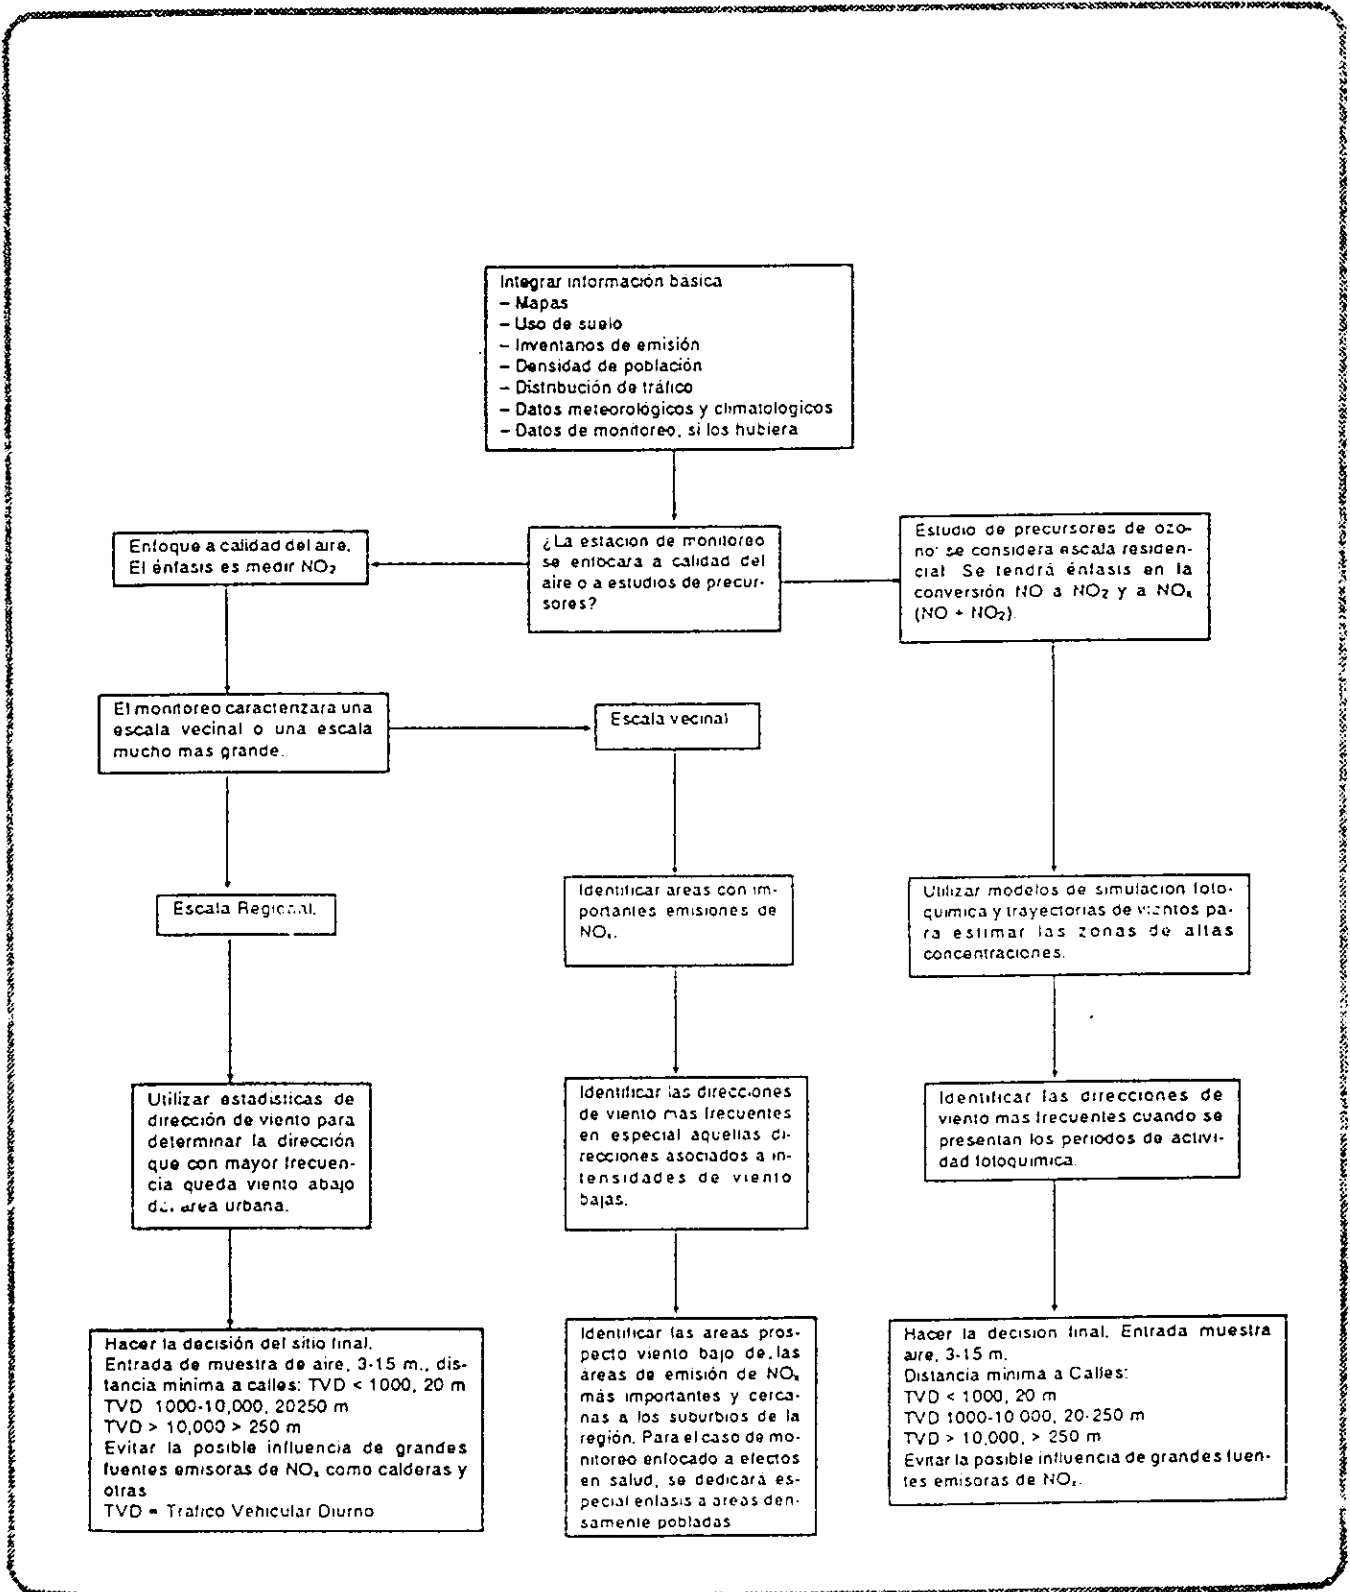 Integrar información básica
– Mapas
– Uso de suelo
– Inventarios de emisión
– Densidad de población
– Distribución de tráfico
– Datos meteorológicos y climatologicos
– Datos de monitoreo, si los hubiera
Enfoque a calidad del aire.
El énfasis es medir NO₂
¿La estación de monitoreo
se enfocara a calidad del
aire o a estudios de precur-
sores?
Estudio de precursores de ozo-
no: se considera escala residen-
cial. Se tendrá énfasis en la
conversión NO a NO₂ y a NOₓ
(NO + NO₂).
El monitoreo caracterizara una
escala vecinal o una escala
mucho mas grande.
Escala vecinal
Escala Regional.
Identificar areas con im-
portantes emisiones de
NOₓ.
Utilizar modelos de simulación foto-
quimica y trayectorias de vientos pa-
ra estimar las zonas de altas
concentraciones.
Utilizar estadisticas de
dirección de viento para
determinar la dirección
que con mayor frecuen-
cia queda viento abajo
del area urbana.
Identificar las direcciones
de viento mas frecuentes
en especial aquellas di-
recciones asociados a in-
tensidades de viento
bajas.
Identificar las direcciones de
viento mas frecuentes cuando se
presentan los periodos de activi-
dad fotoquimica.
Hacer la decisión del sitio final.
Entrada de muestra de aire, 3-15 m., dis-
tancia minima a calles: TVD < 1000, 20 m
TVD 1000-10,000, 20250 m
TVD > 10,000 > 250 m
Evitar la posible influencia de grandes
fuentes emisoras de NOₓ como calderas y
otras
TVD = Trafico Vehicular Diurno
Identificar las areas pros-
pecto viento bajo de, las
áreas de emisión de NOₓ
más importantes y cerca-
nas a los suburbios de la
región. Para el caso de mo-
nitoreo enfocado a efectos
en salud, se dedicará es-
pecial enfasis a areas den-
samente pobladas
Hacer la decision final. Entrada muestra
aire, 3-15 m.
Distancia minima a Calles:
TVD < 1000, 20 m
TVD 1000-10 000, 20-250 m
TVD > 10,000, > 250 m
Evitar la posible influencia de grandes fuen-
tes emisoras de NOₓ.